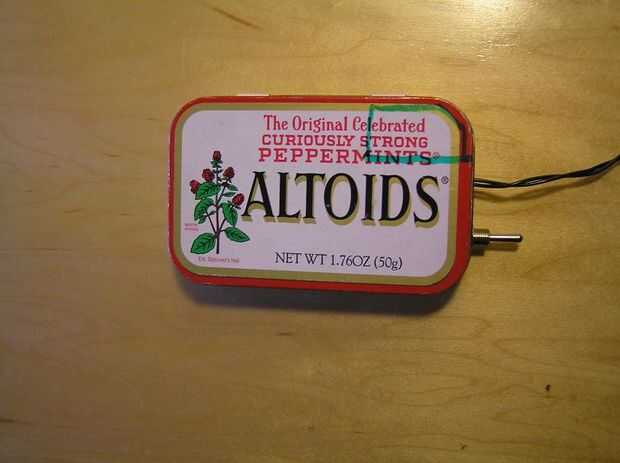 The Original Celebrated
CURIOUSLY STRONG
PEPPERMINTS®
ALTOIDS®
NET WT 1.76OZ (50g)